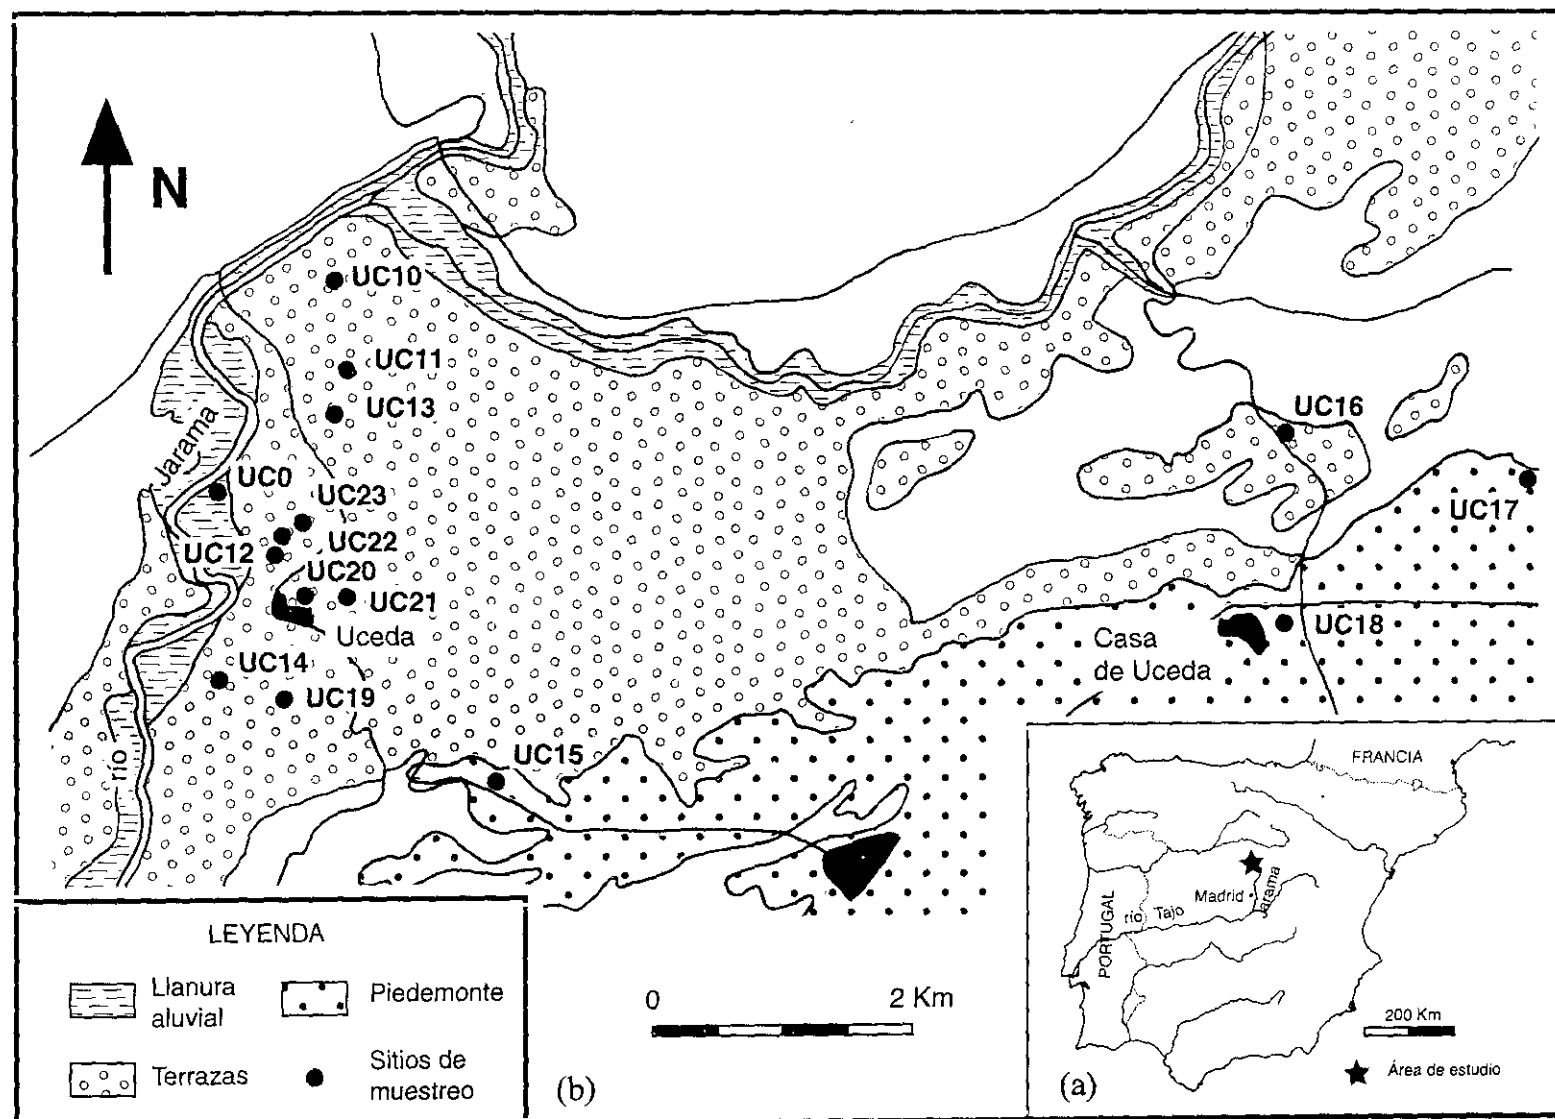 N
UC10
UC11
UC13
Jarama
UC0
UC23
UC22
UC12
UC20
UC21
Uceda
UC14
UC19
río
UC15
UC16
UC17
UC18
Casa
de Uceda
LEYENDA
Llanura
aluvial
Piedemonte
Terrazas
Sitios de
muestreo
0 2 Km
(b)
FRANCIA
PORTUGAL
río Tajo
Madrid
Jarama
200 Km
(a)
Área de estudio